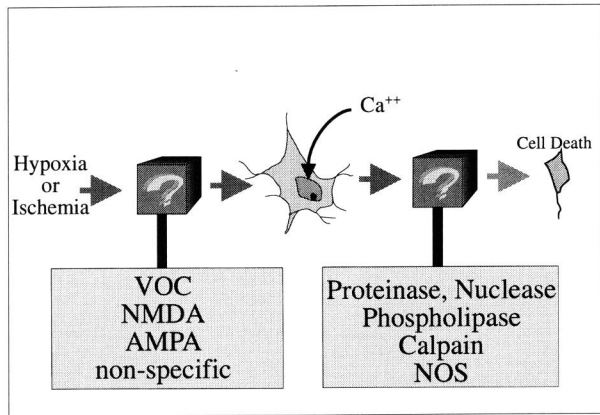 Ca⁺⁺
Cell Death
Hypoxia
or
Ischemia
?
?
VOC
NMDA
AMPA
non-specific
Proteinase, Nuclease
Phospholipase
Calpain
NOS